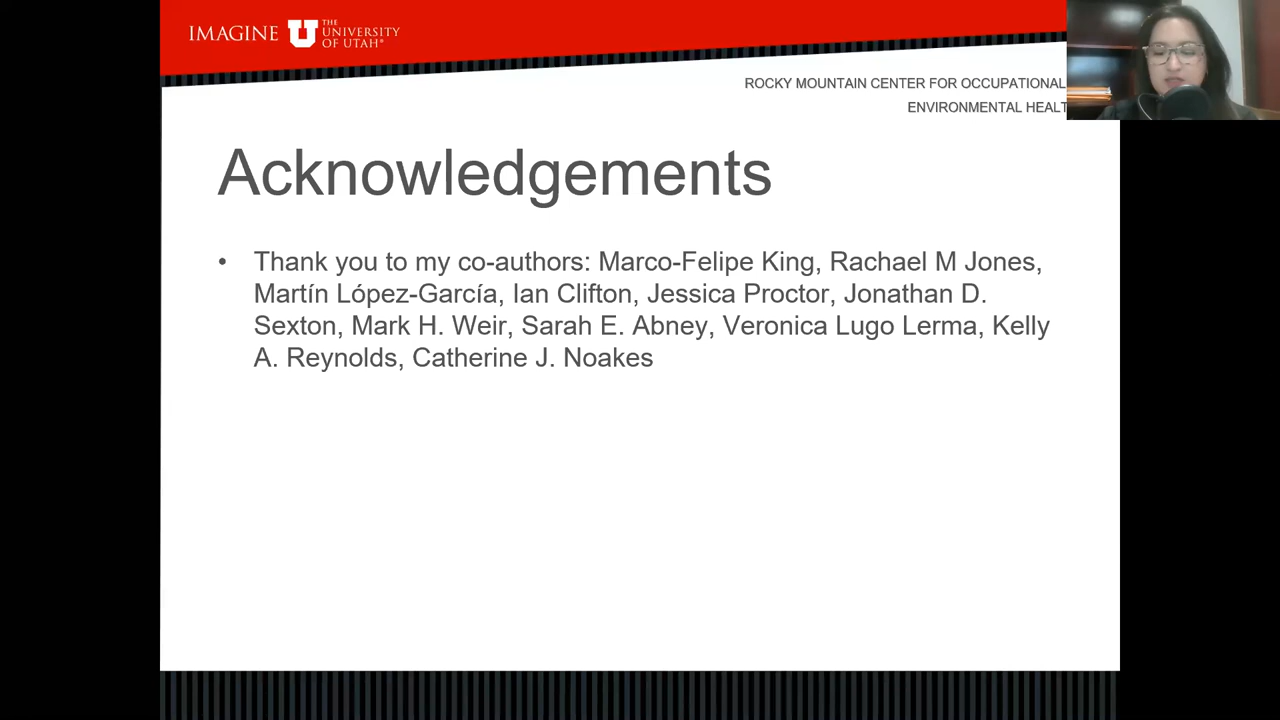 IMAGINE
THE
UNIVERSITY
OF UTAH®
ROCKY MOUNTAIN CENTER FOR OCCUPATIONAL
ENVIRONMENTAL HEALT
Acknowledgements
• Thank you to my co-authors: Marco-Felipe King, Rachael M Jones,
Martín López-García, Ian Clifton, Jessica Proctor, Jonathan D.
Sexton, Mark H. Weir, Sarah E. Abney, Veronica Lugo Lerma, Kelly
A. Reynolds, Catherine J. Noakes